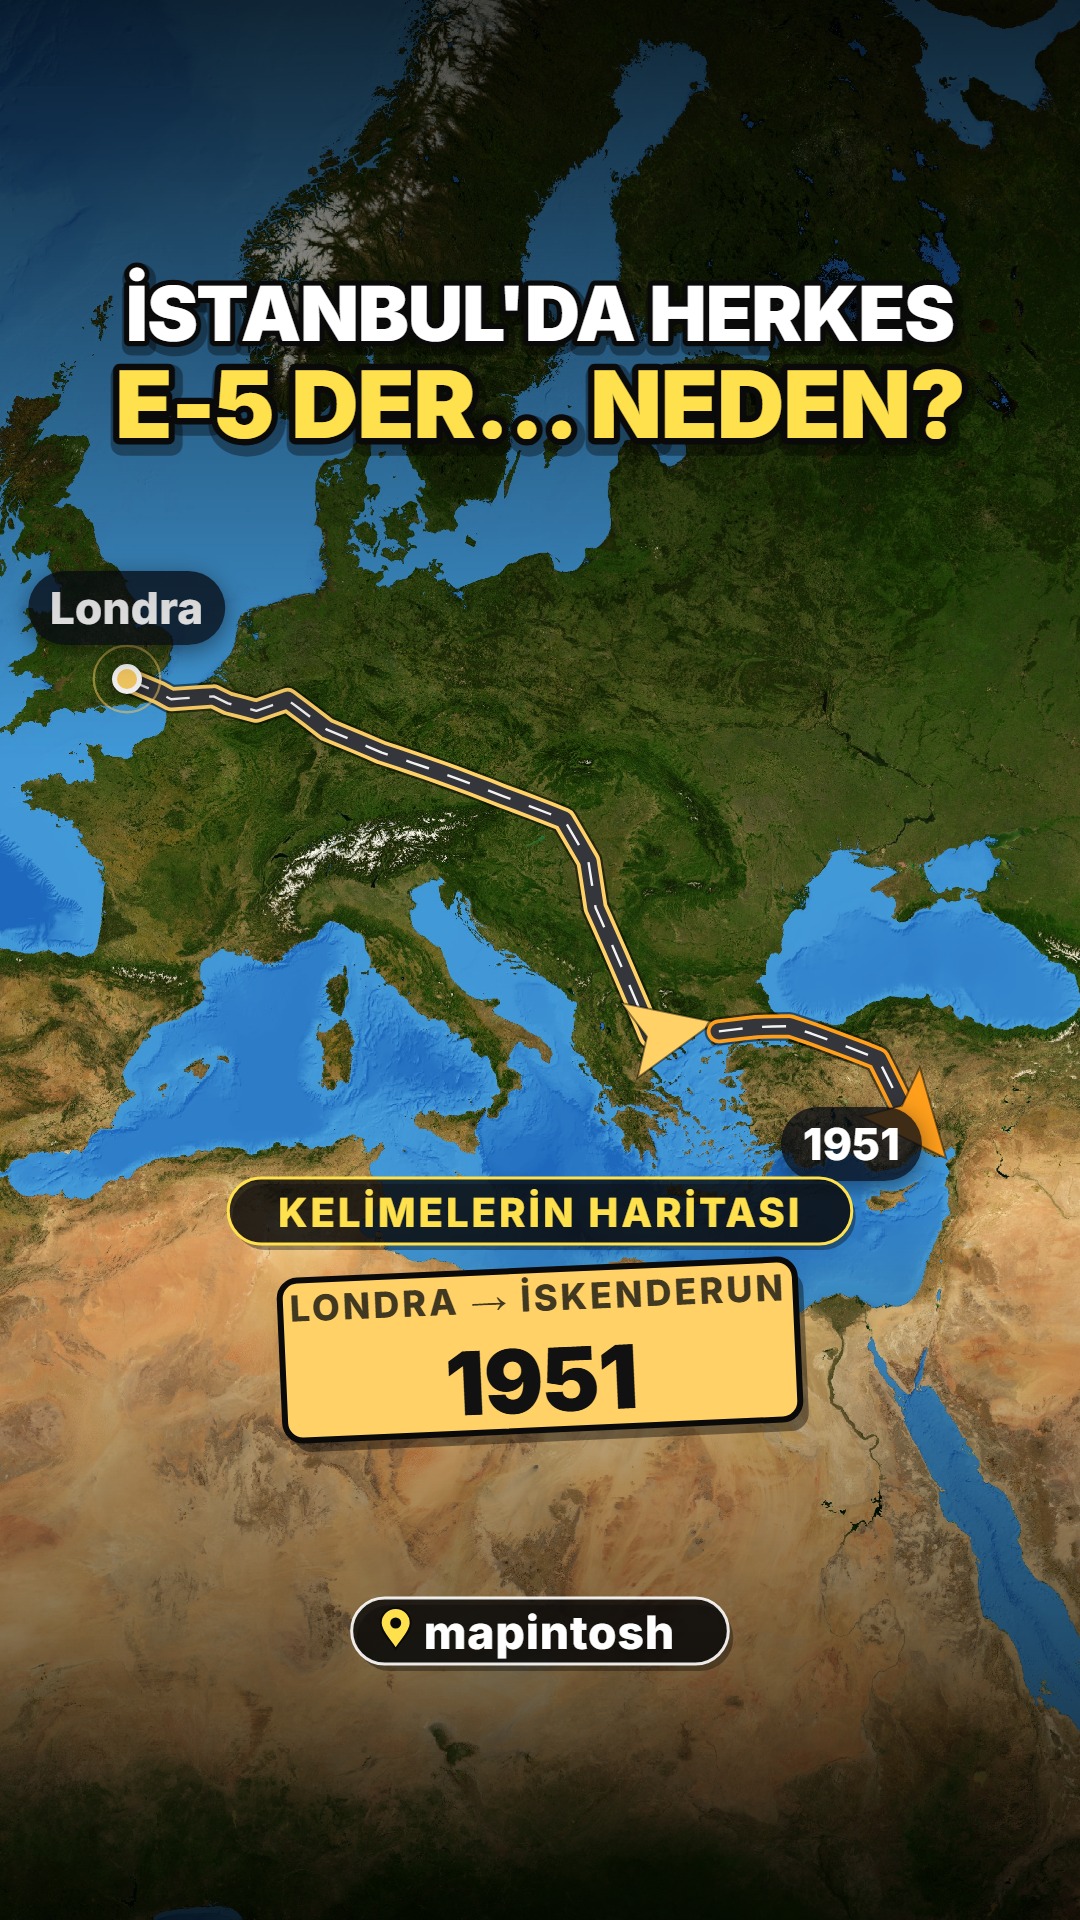 İSTANBUL'DA HERKES
E-5 DER... NEDEN?
Londra
1951
KELİMELERİN HARİTASI
LONDRA → İSKENDERUN
1951
mapintosh